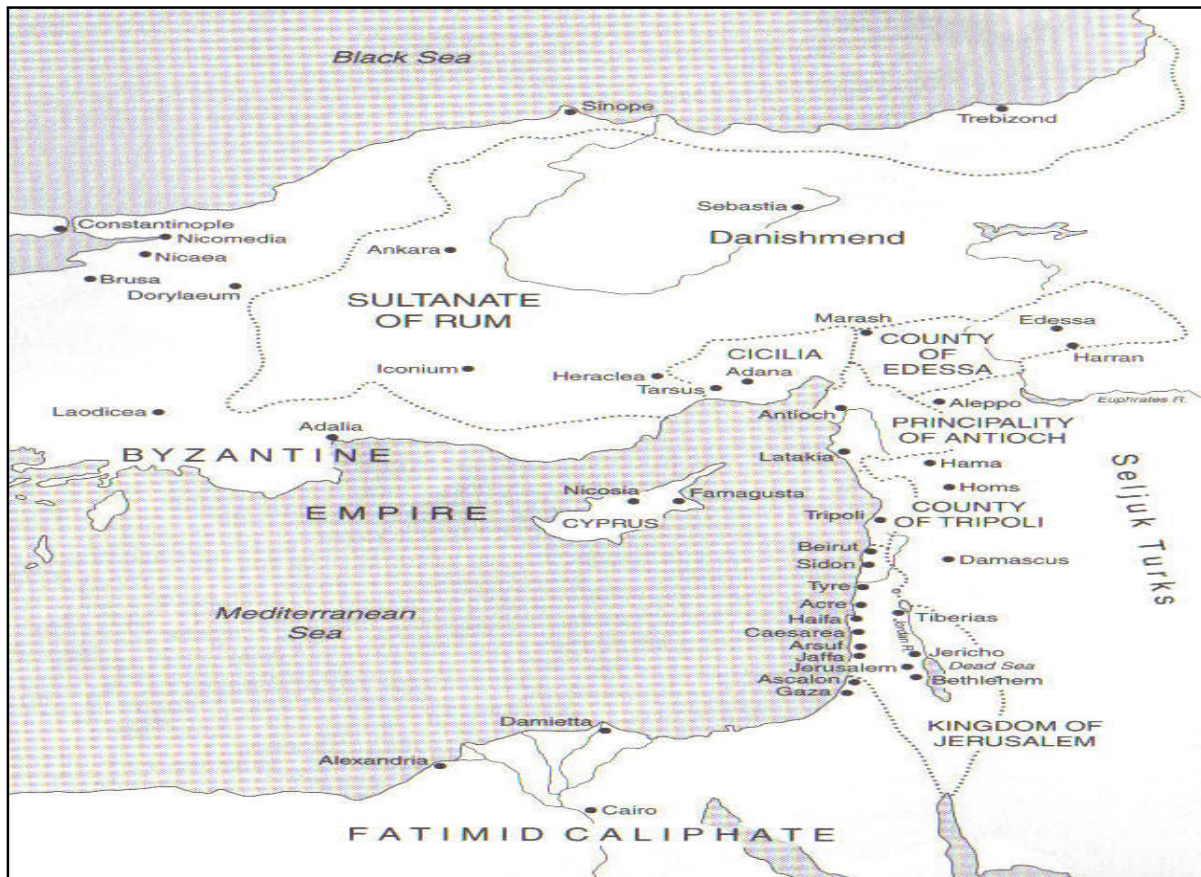 Black Sea
Sinope
Trebizond
Constantinople
Nicomedia
Nicaea
Brusa
Dorylaeum
Ankara
Sebastia
Danishmend
SULTANATE
OF RUM
Marash
Edessa
COUNTY
OF
EDESSA
Harran
CICILIA
Adana
Iconium
Heraclea
Tarsus
Laodicea
Adalia
Antioch
Aleppo
Euphrates R.
PRINCIPALITY
OF ANTIOCH
BYZANTINE
EMPIRE
Latakia
Hama
Homs
Nicosia
Famagusta
CYPRUS
COUNTY
OF TRIPOLI
Tripoli
Seljuk Turks
Beirut
Sidon
Damascus
Tyre
Acre
Haifa
Tiberias
Jordan R.
Mediterranean
Sea
Caesarea
Arsuf
Jaffa
Jericho
Jerusalem
Dead Sea
Ascalon
Bethlehem
Gaza
KINGDOM OF
JERUSALEM
Damietta
Alexandria
Cairo
FATIMID CALIPHATE